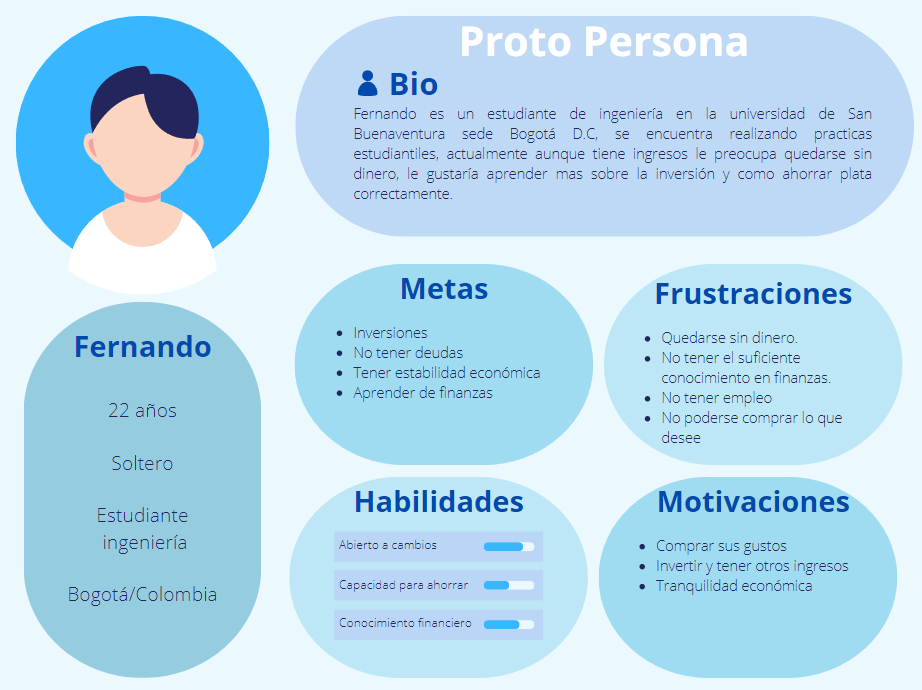 Proto Persona
Bio
Fernando es un estudiante de ingeniería en la universidad de San
Buenaventura sede Bogotá D.C, se encuentra realizando practicas
estudiantiles, actualmente aunque tiene ingresos le preocupa quedarse sin
dinero, le gustaría aprender mas sobre la inversión y como ahorrar plata
correctamente.
Fernando
22 años
Soltero
Estudiante
ingeniería
Bogotá/Colombia
Metas
• Inversiones
• No tener deudas
• Tener estabilidad económica
• Aprender de finanzas
Frustraciones
• Quedarse sin dinero.
• No tener el suficiente
conocimiento en finanzas.
• No tener empleo
• No poderse comprar lo que
desee
Habilidades
Abierto a cambios
Capacidad para ahorrar
Conocimiento financiero
Motivaciones
• Comprar sus gustos
• Invertir y tener otros ingresos
• Tranquilidad económica